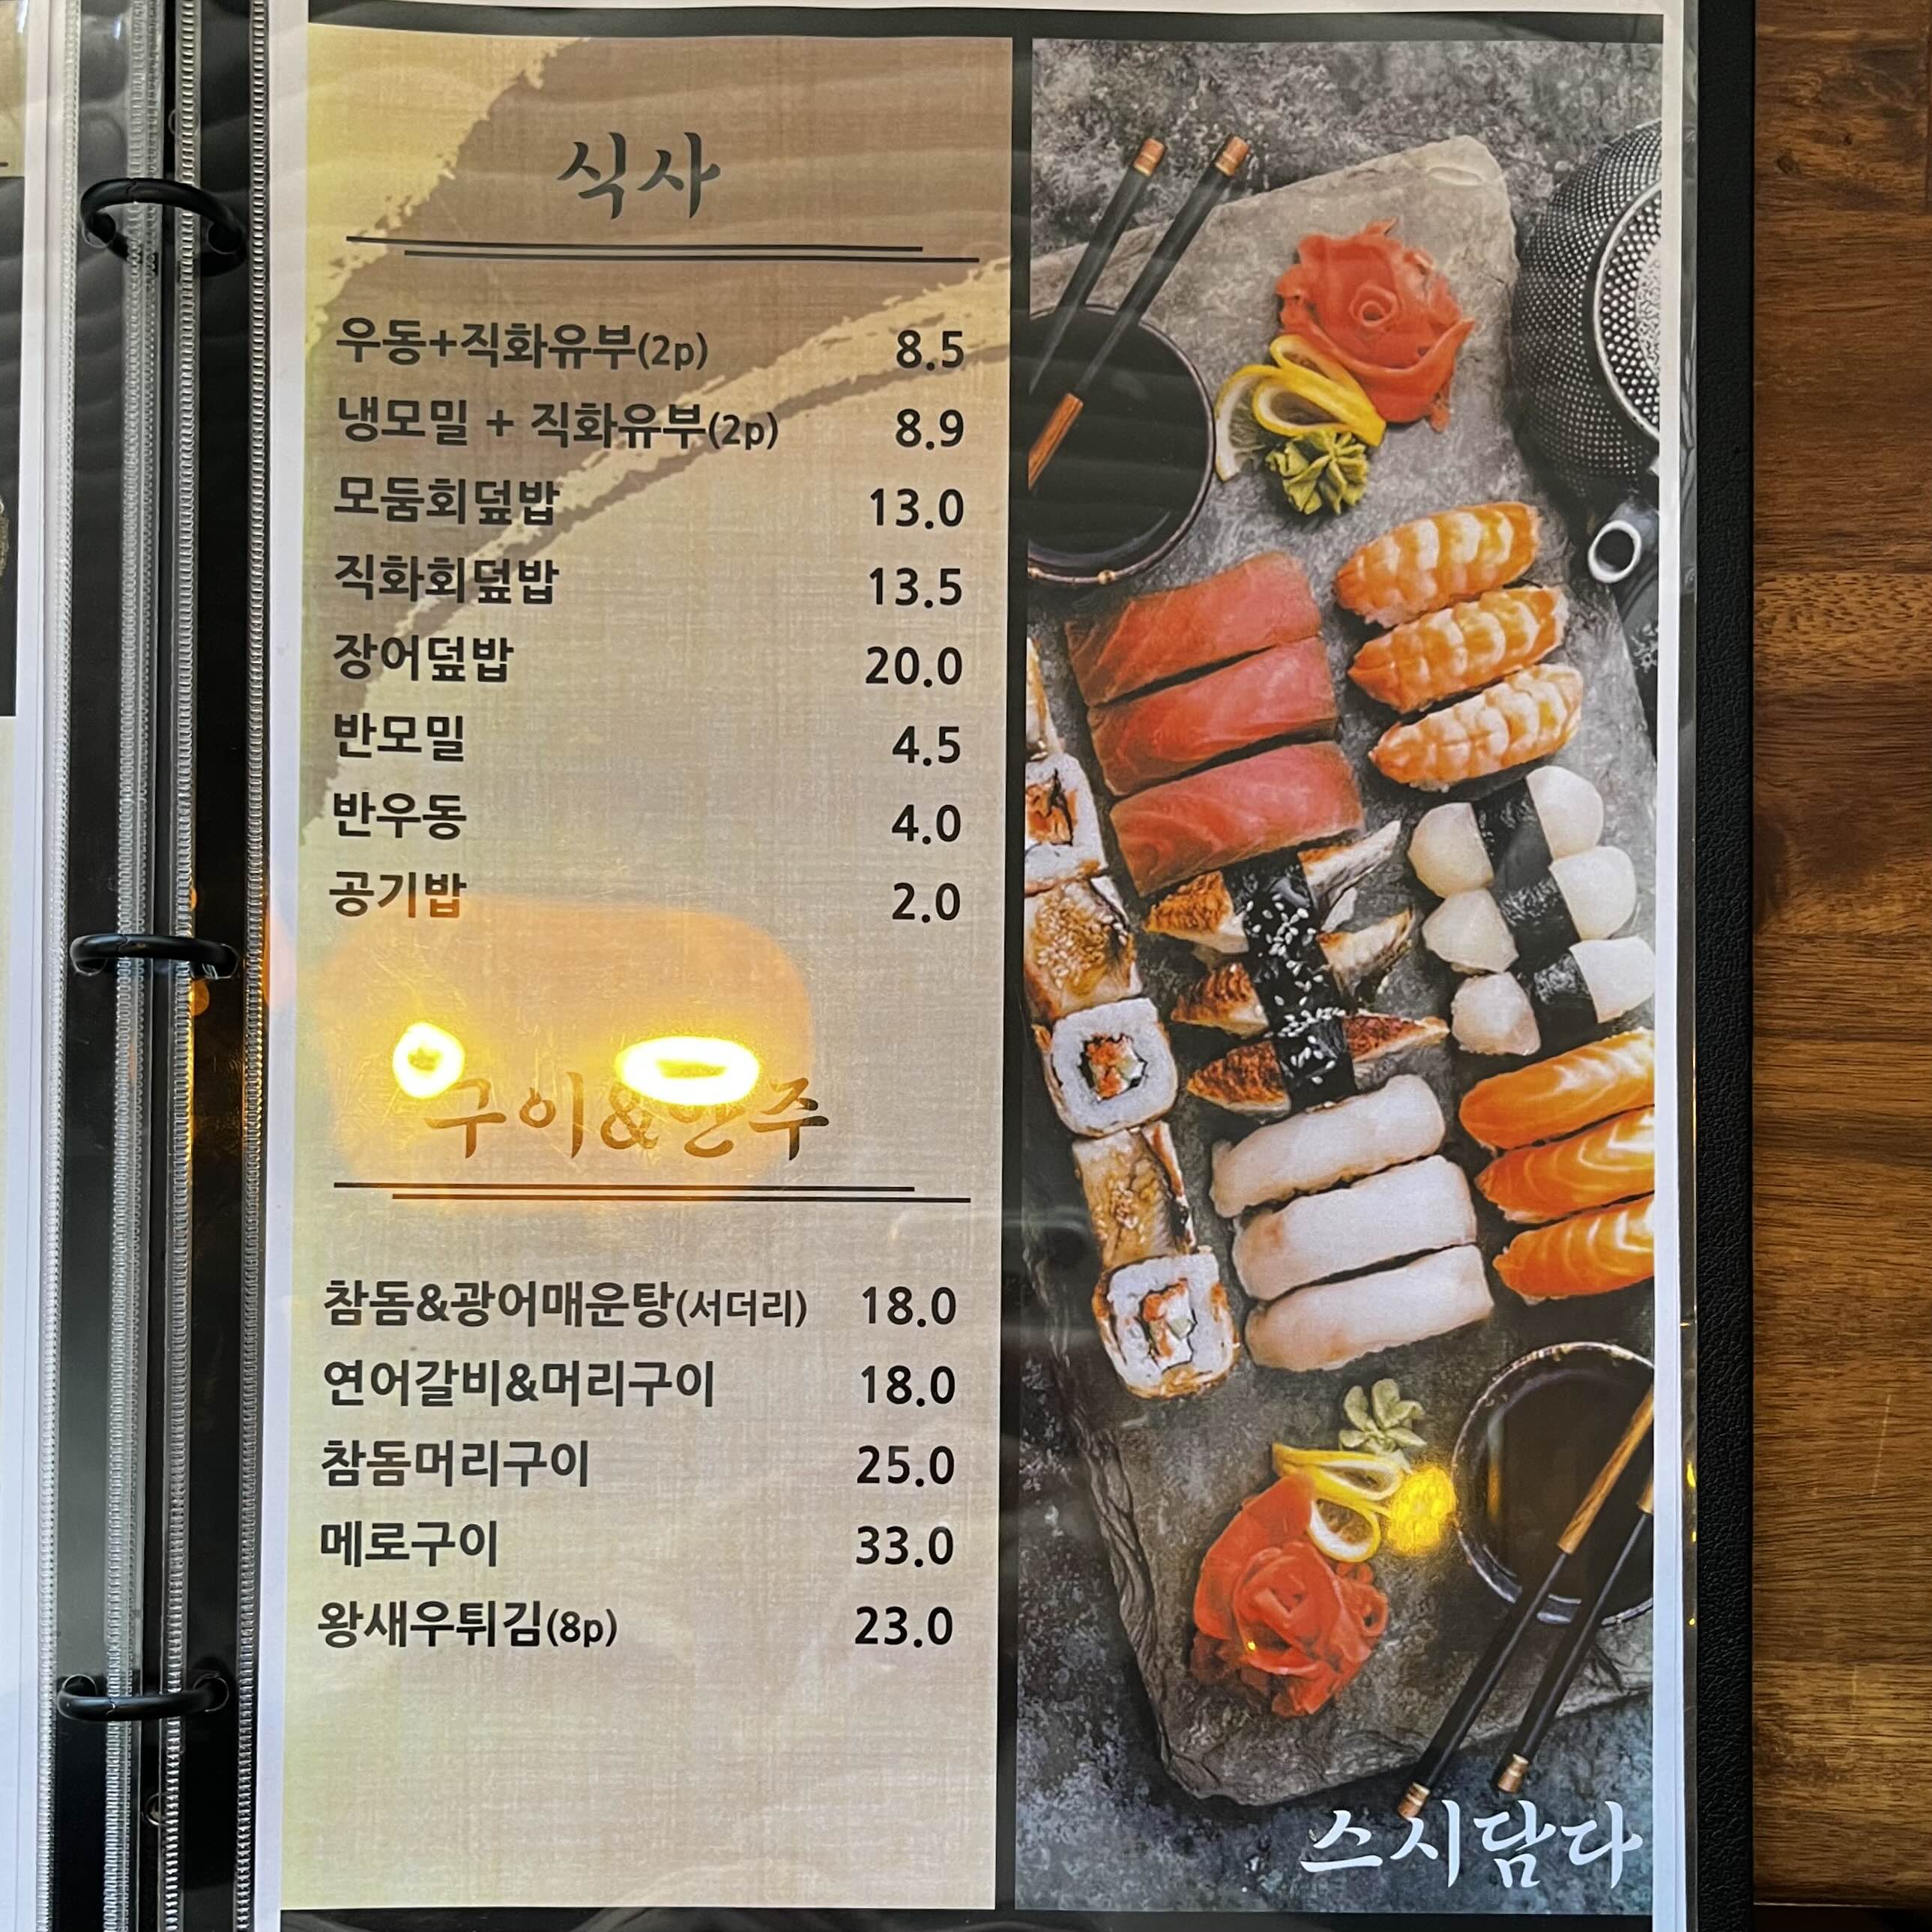 식사
우동+직화유부(2p) 8.5
냉모밀 + 직화유부(2p) 8.9
모둠회덮밥 13.0
직화회덮밥 13.5
장어덮밥 20.0
반모밀 4.5
반우동 4.0
공기밥 2.0
구이&안주
참돔&광어매운탕(서더리) 18.0
연어갈비&머리구이 18.0
참돔머리구이 25.0
메로구이 33.0
왕새우튀김(8p) 23.0
스시담다